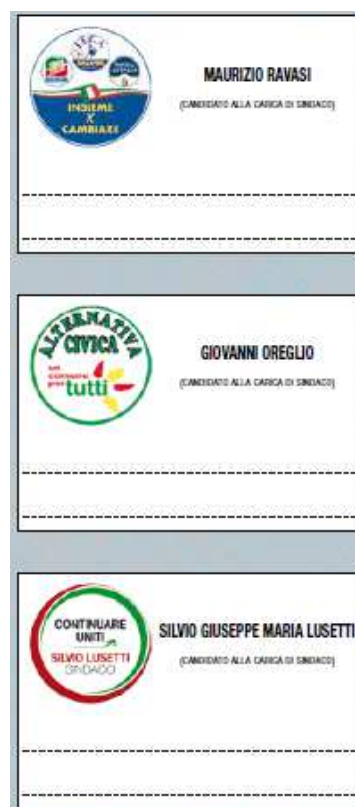 LEGA
INSIEME
X
CAMBIARE
MAURIZIO RAVASI
(CANDIDATO ALLA CARICA DI SINDACO)
ALTERNATIVA
CIVICA
tutti
GIOVANNI OREGLIO
(CANDIDATO ALLA CARICA DI SINDACO)
CONTINUARE
UNITI
SILVIO LUSETTI
SINDACO
SILVIO GIUSEPPE MARIA LUSETTI
(CANDIDATO ALLA CARICA DI SINDACO)